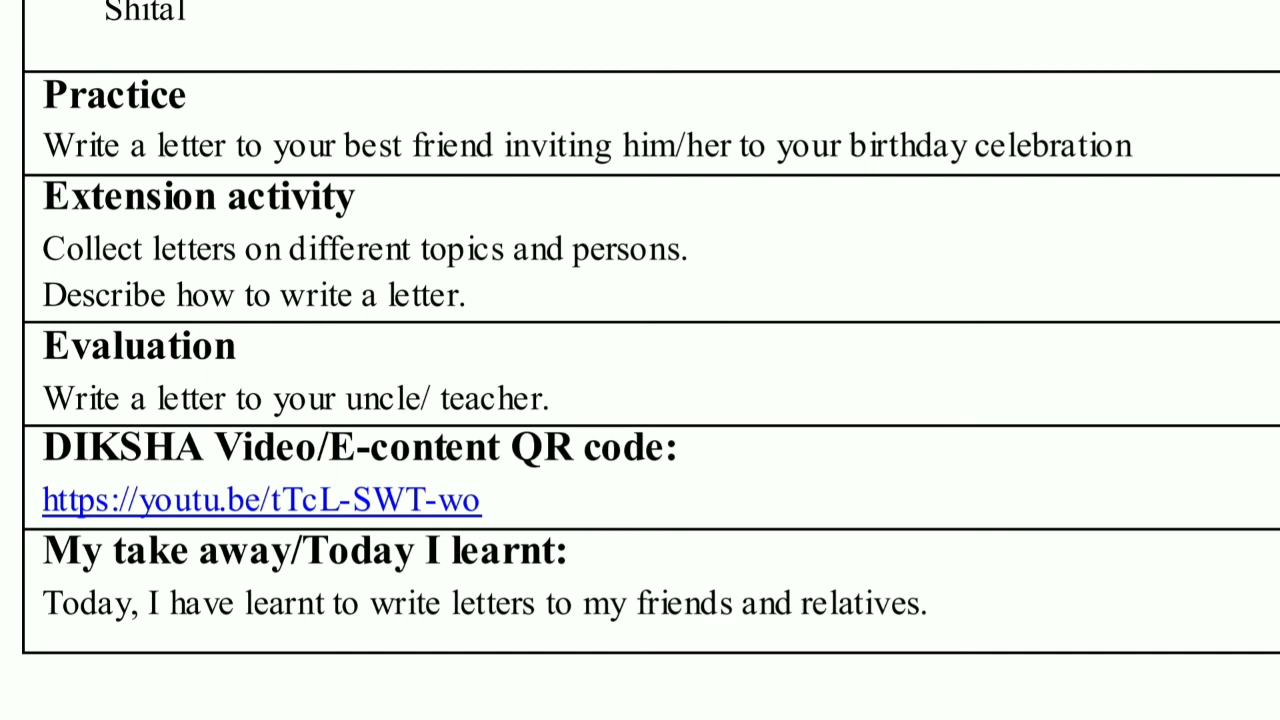 Shital
Practice
Write a letter to your best friend inviting him/her to your birthday celebration
Extension activity
Collect letters on different topics and persons.
Describe how to write a letter.
Evaluation
Write a letter to your uncle/ teacher.
DIKSHA Video/E-content QR code:
https://youtu.be/tTcL-SWT-wo
My take away/Today I learnt:
Today, I have learnt to write letters to my friends and relatives.